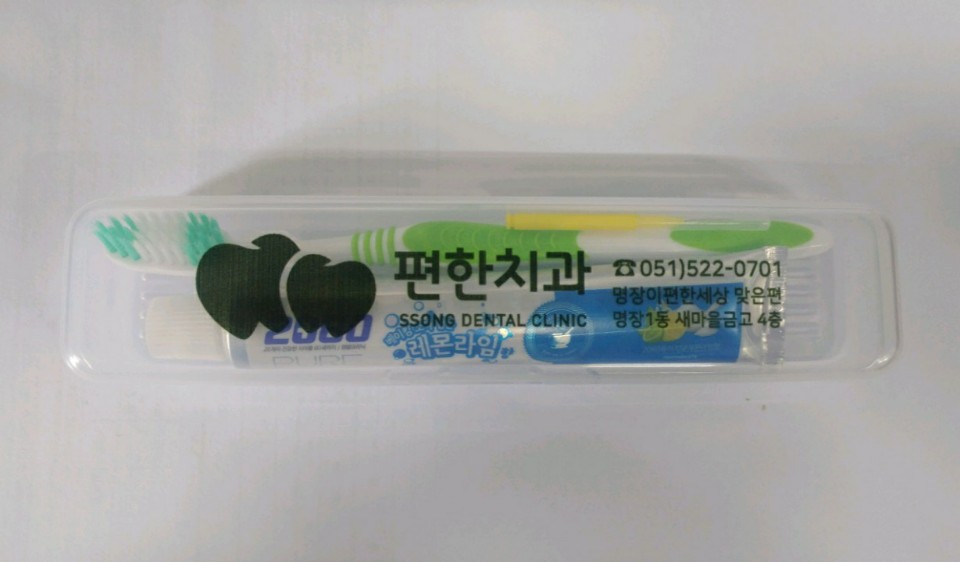 편한치과
SSONG DENTAL CLINIC
☎051)522-0701
명장이편한세상 맞은편
명장1동 새마을금고 4층
2080
레몬라임